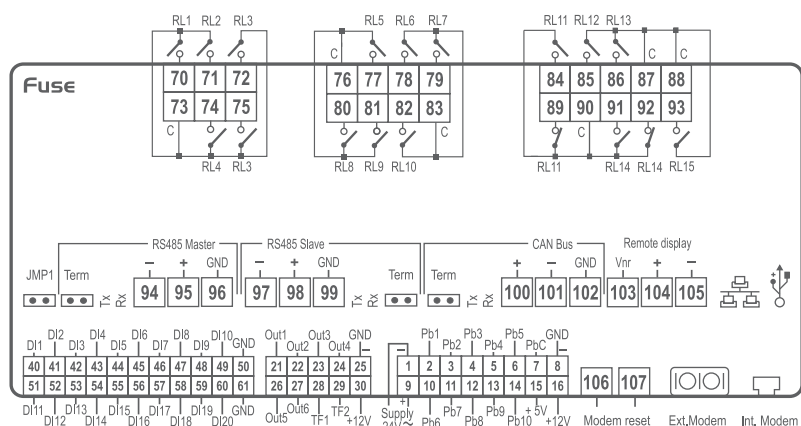 RL1 RL2 RL3 RL5 RL6 RL7 RL11 RL12 RL13
C C C
Fuse
70 71 72 76 77 78 79 84 85 86 87 88
73 74 75 80 81 82 83 89 90 91 92 93
C C C
RL4 RL3 RL8 RL9 RL10 RL11 RL14 RL14 RL15
RS485 Master RS485 Slave CAN Bus Remote display
JMP1 Term − + GND − + GND Term Term + − GND Vnr + −
Tx Rx 94 95 96 97 98 99 Tx Rx Tx Rx 100 101 102 103 104 105
DI2 DI4 DI6 DI8 DI10 Out1 Out3 GND Pb1 Pb3 Pb5 GND
DI1 DI3 DI5 DI7 DI9 GND Out2 Out4 − − Pb2 Pb4 PbC −
40 41 42 43 44 45 46 47 48 49 50 21 22 23 24 25 1 2 3 4 5 6 7 8
51 52 53 54 55 56 57 58 59 60 61 26 27 28 29 30 9 10 11 12 13 14 15 16 106 107
DI11 DI13 DI15 DI17 DI19 GND Out6 TF2 + Supply Pb7 Pb9 + 5V
DI12 DI14 DI16 DI18 DI20 Out5 TF1 +12V 24V~ Pb6 Pb8 Pb10 +12V Modem reset Ext.Modem Int. Modem